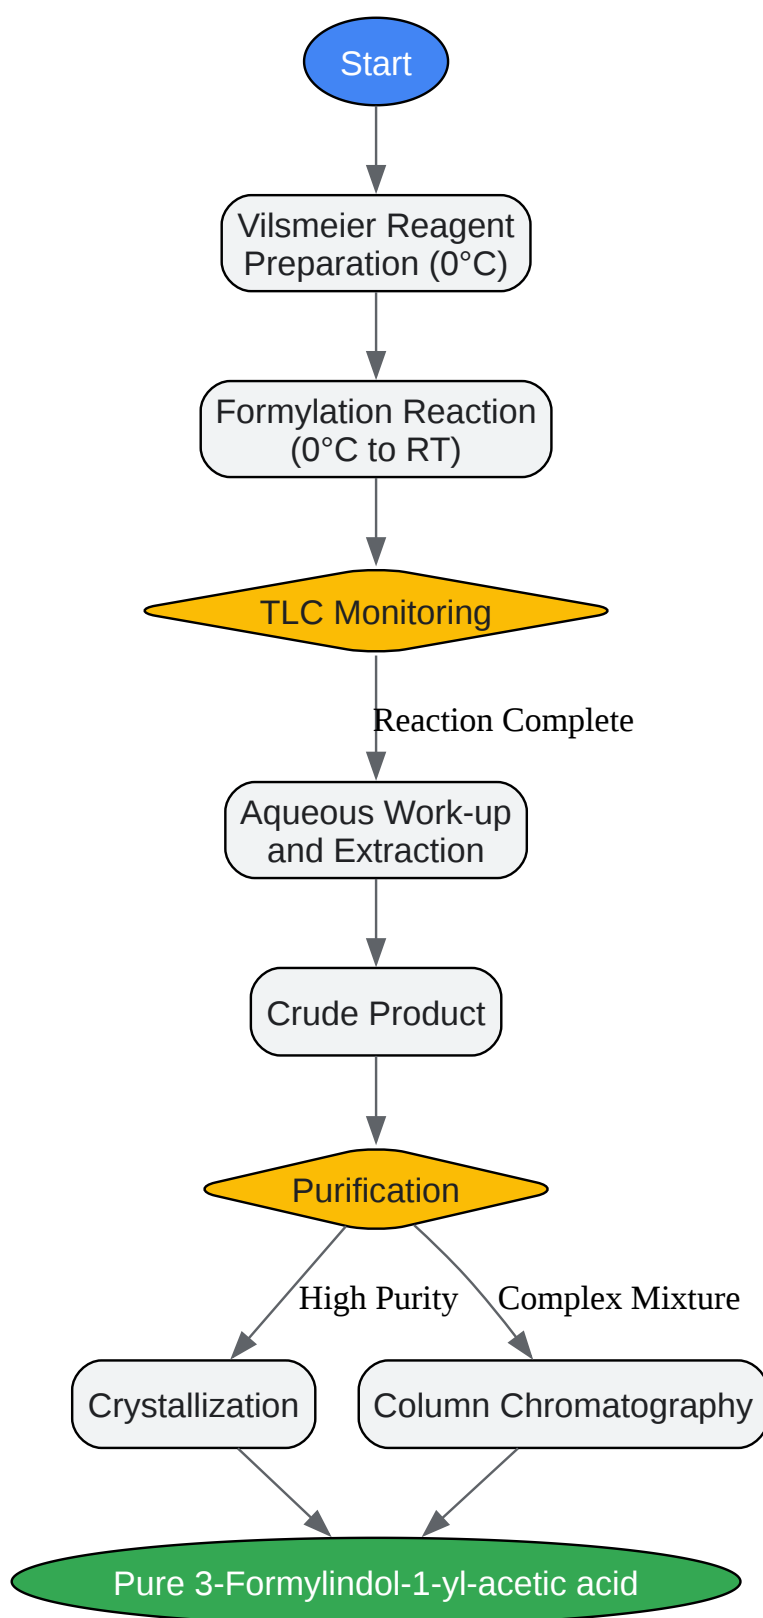 Start
Vilsmeier Reagent
Preparation (0°C)
Formylation Reaction
(0°C to RT)
TLC Monitoring
Reaction Complete
Aqueous Work-up
and Extraction
Crude Product
Purification
High Purity
Complex Mixture
Crystallization
Column Chromatography
Pure 3-Formylindol-1-yl-acetic acid